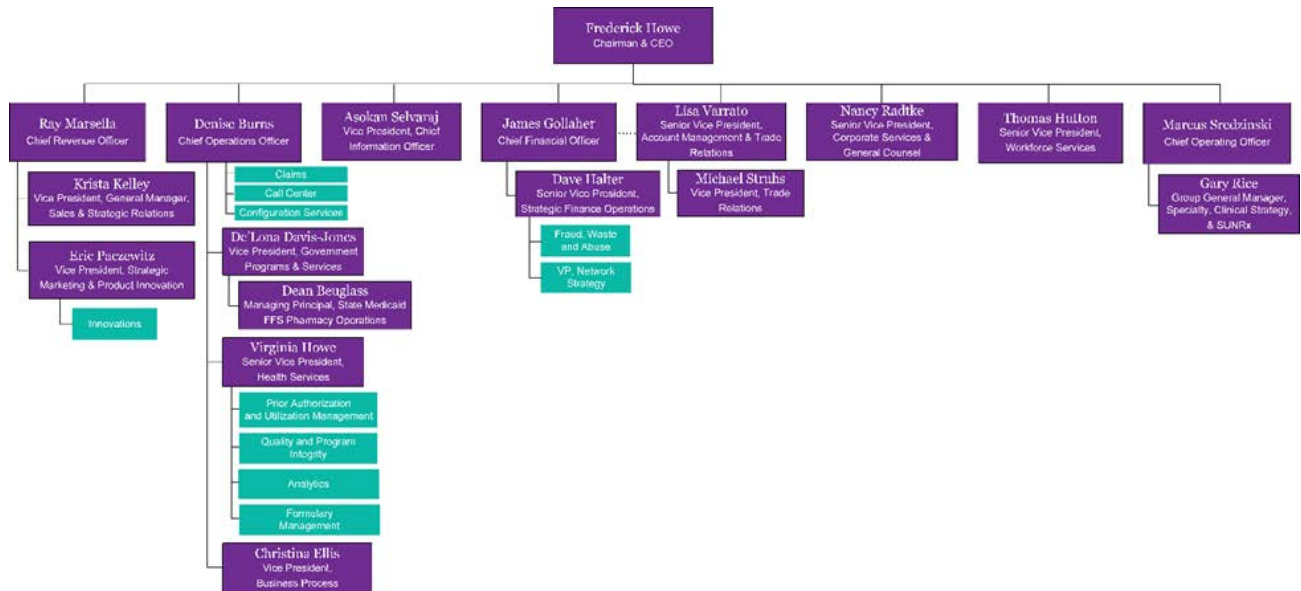 Frederick Howe
Chairman & CEO
Ray Marsella
Chief Revenue Officer
Denise Burns
Chief Operations Officer
Asokan Selvaraj
Vice President, Chief
Information Officer
James Gollaher
Chief Financial Officer
Lisa Varrato
Senior Vice President,
Account Management & Trade
Relations
Nancy Radtke
Senior Vice President,
Corporate Services &
General Counsel
Thomas Hutton
Senior Vice President,
Workforce Services
Marcus Sredzinski
Chief Operating Officer
Krista Kelley
Vice President, General Manager,
Sales & Strategic Relations
Eric Paczewitz
Vice President, Strategic
Marketing & Product Innovation
Innovations
Claims
Call Center
Configuration Services
De'Lona Davis-Jones
Vice President, Government
Programs & Services
Dean Beuglass
Managing Principal, State Medicaid
FFS Pharmacy Operations
Virginia Howe
Senior Vice President,
Health Services
Prior Authorization
and Utilization Management
Quality and Program
Integrity
Analytics
Formulary
Management
Christina Ellis
Vice President,
Business Process
Dave Halter
Senior Vice President,
Strategic Finance Operations
Fraud, Waste
and Abuse
VP, Network
Strategy
Michael Struhs
Vice President, Trade
Relations
Gary Rice
Group General Manager,
Specialty, Clinical Strategy,
& SUNRx